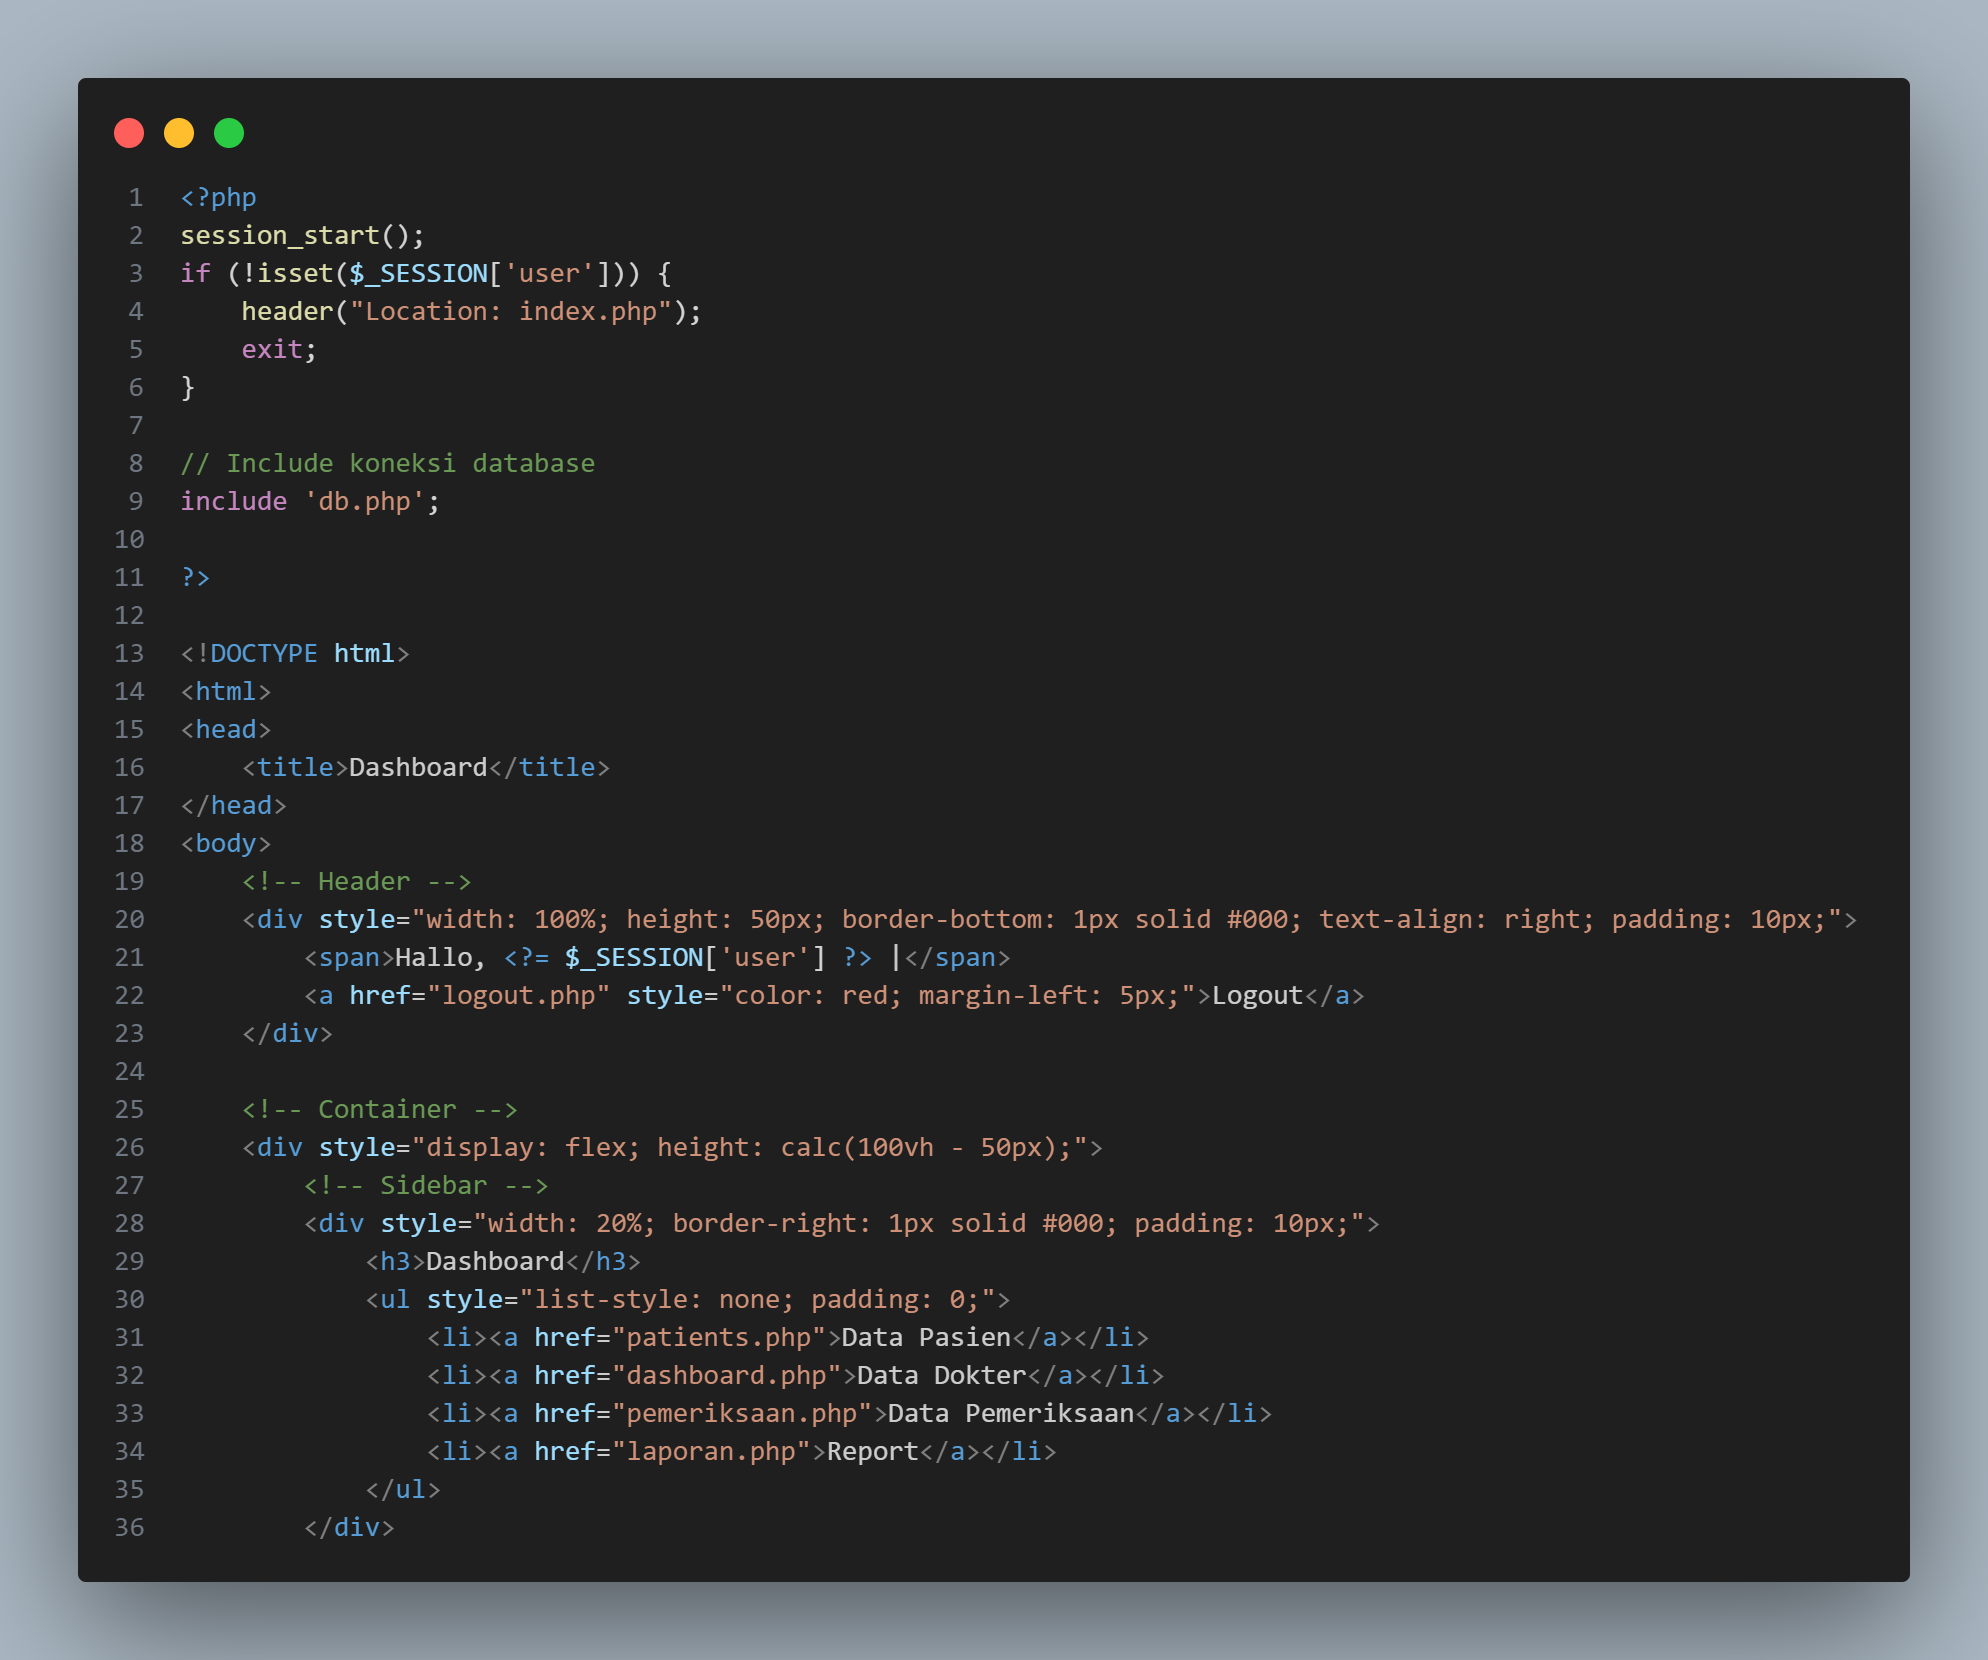 1 <?php
2 session_start();
3 if (!isset($_SESSION['user'])) {
4     header("Location: index.php");
5     exit;
6 }
7
8 // Include koneksi database
9 include 'db.php';
10
11 ?>
12
13 <!DOCTYPE html>
14 <html>
15 <head>
16     <title>Dashboard</title>
17 </head>
18 <body>
19     <!-- Header -->
20     <div style="width: 100%; height: 50px; border-bottom: 1px solid #000; text-align: right; padding: 10px;">
21         <span>Hallo, <?= $_SESSION['user'] ?> |</span>
22         <a href="logout.php" style="color: red; margin-left: 5px;">Logout</a>
23     </div>
24
25     <!-- Container -->
26     <div style="display: flex; height: calc(100vh - 50px);">
27         <!-- Sidebar -->
28         <div style="width: 20%; border-right: 1px solid #000; padding: 10px;">
29             <h3>Dashboard</h3>
30             <ul style="list-style: none; padding: 0;">
31                 <li><a href="patients.php">Data Pasien</a></li>
32                 <li><a href="dashboard.php">Data Dokter</a></li>
33                 <li><a href="pemeriksaan.php">Data Pemeriksaan</a></li>
34                 <li><a href="laporan.php">Report</a></li>
35             </ul>
36         </div>